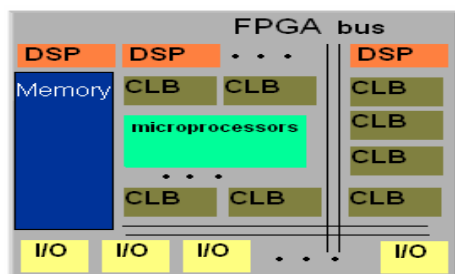 FPGA bus
DSP DSP . . . DSP
Memory CLB CLB CLB
microprocessors CLB
CLB
. . .
CLB CLB CLB
I/O I/O I/O . . . I/O